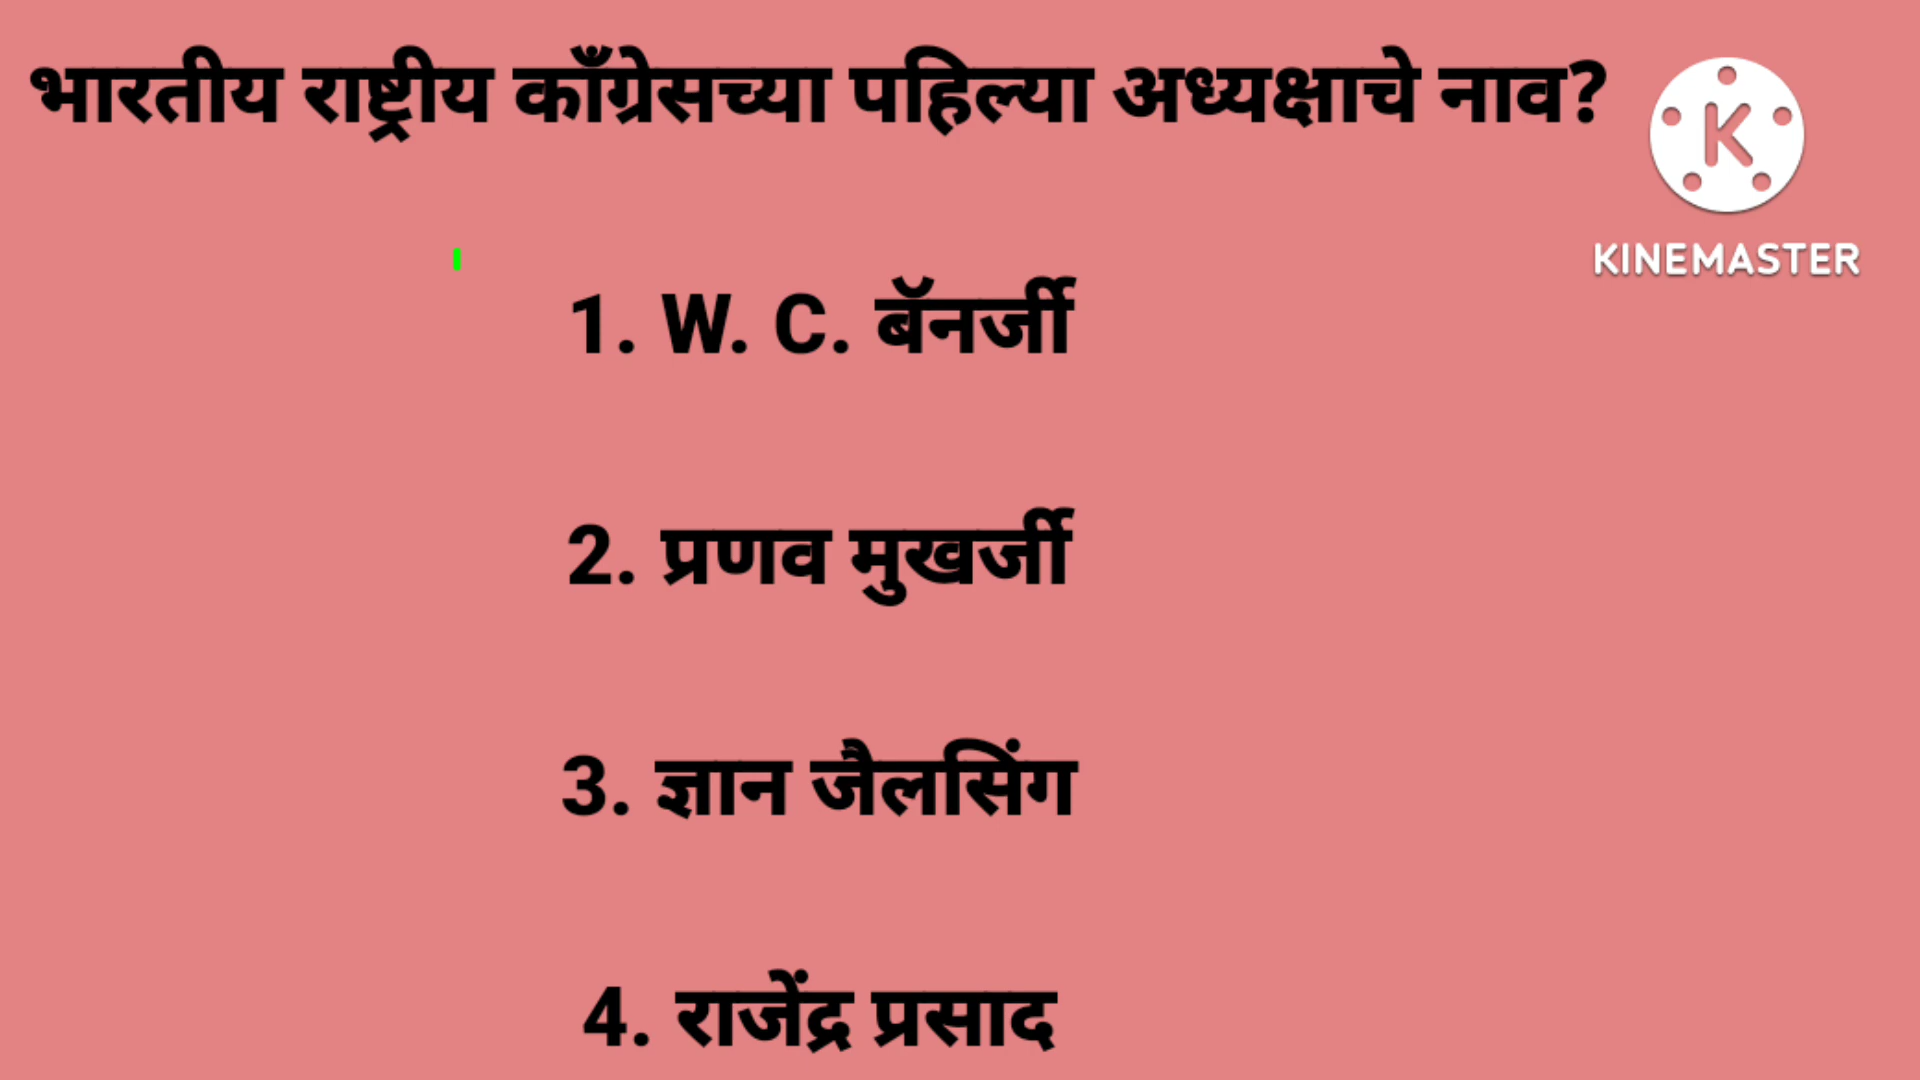 भारतीय राष्ट्रीय काँग्रेसच्या पहिल्या अध्यक्षाचे नाव?
KINEMASTER
1. W. C. बॅनर्जी
2. प्रणव मुखर्जी
3. ज्ञान जैलसिंग
4. राजेंद्र प्रसाद